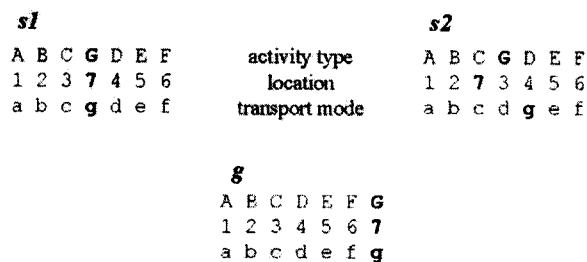 s1
A B C G D E F
1 2 3 7 4 5 6
a b c g d e f
activity type
location
transport mode
s2
A B C G D E F
1 2 7 3 4 5 6
a b c d g e f
g
A B C D E F G
1 2 3 4 5 6 7
a b c d e f g